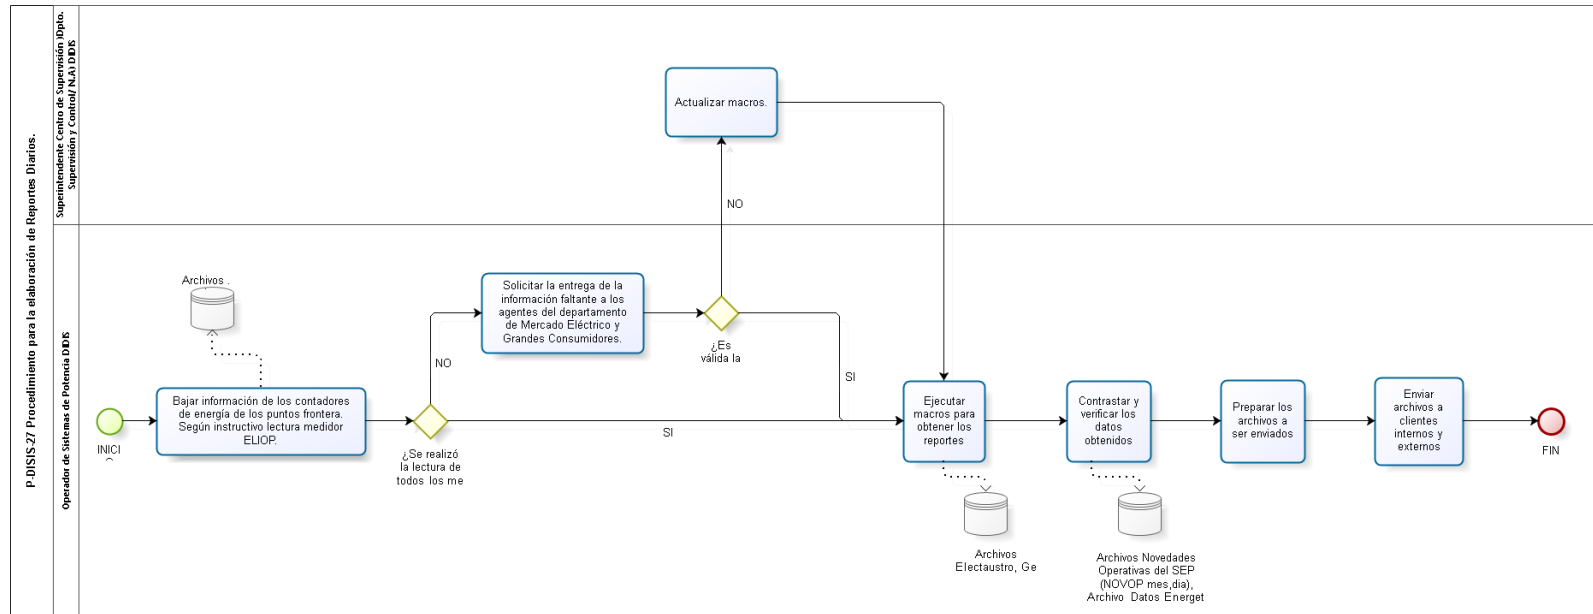 P-DISIS-27 Procedimiento para la elaboración de Reportes Diarios.
Superintendente Centro de Supervisión )Dpto.
Supervisión y Control/ N.A) DIDIS
Actualizar macros.
NO
Operador de Sistemas de Potencia DIDIS
Archivos .
Solicitar la entrega de la
información faltante a los
agentes del departamento
de Mercado Eléctrico y
Grandes Consumidores.
¿Es
válida la
NO
SI
INICI
Bajar información de los contadores
de energía de los puntos frontera.
Según instructivo lectura medidor
ELIOP.
¿Se realizó
la lectura de
todos los me
SI
Ejecutar
macros para
obtener los
reportes
Contrastar y
verificar los
datos
obtenidos
Preparar los
archivos a
ser enviados
Enviar
archivos a
clientes
internos y
externos
FIN
Archivos
Electaustro, Ge
Archivos Novedades
Operativas del SEP
(NOVOP mes,dia),
Archivo Datos Energet